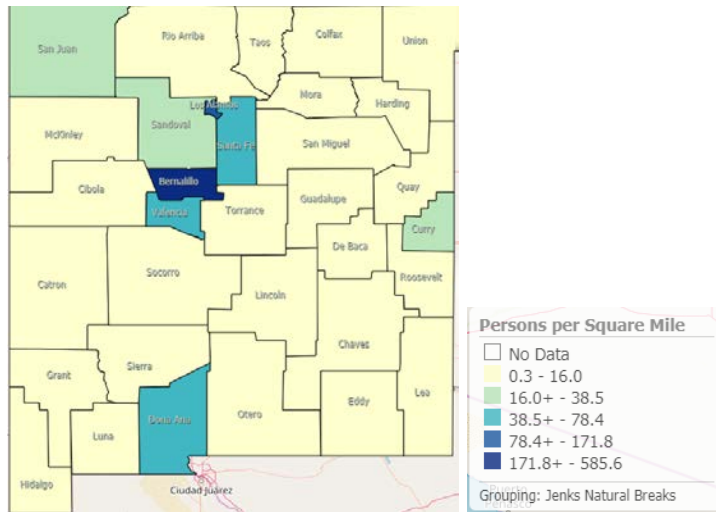 Rio Arriba
Taos
Colfax
Union
San Juan
Mora
Harding
Los Alamos
Sandoval
McKinley
Santa Fe
San Miguel
Bernalillo
Cibola
Quay
Guadalupe
Valencia
Torrance
Curry
De Baca
Socorro
Catron
Roosevelt
Lincoln
Chaves
Sierra
Grant
Lea
Eddy
Otero
Dona Ana
Luna
Hidalgo
Ciudad Juárez
Persons per Square Mile
No Data
0.3 - 16.0
16.0+ - 38.5
38.5+ - 78.4
78.4+ - 171.8
171.8+ - 585.6
Puerto
Peñasco
Grouping: Jenks Natural Breaks